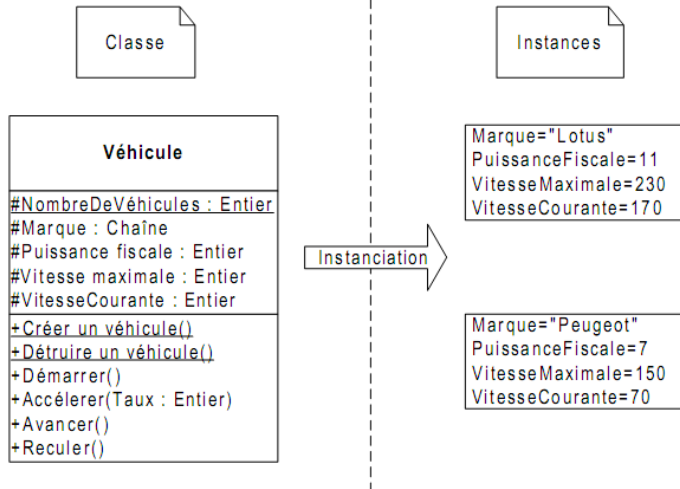 Classe
Instances
Véhicule
#NombreDeVéhicules : Entier
#Marque : Chaîne
#Puissance fiscale : Entier
#Vitesse maximale : Entier
#VitesseCourante : Entier
+Créer un véhicule()
+Détruire un véhicule()
+Démarrer()
+Accélerer(Taux : Entier)
+Avancer()
+Reculer()
Instanciation
Marque="Lotus"
PuissanceFiscale=11
VitesseMaximale=230
VitesseCourante=170
Marque="Peugeot"
PuissanceFiscale=7
VitesseMaximale=150
VitesseCourante=70